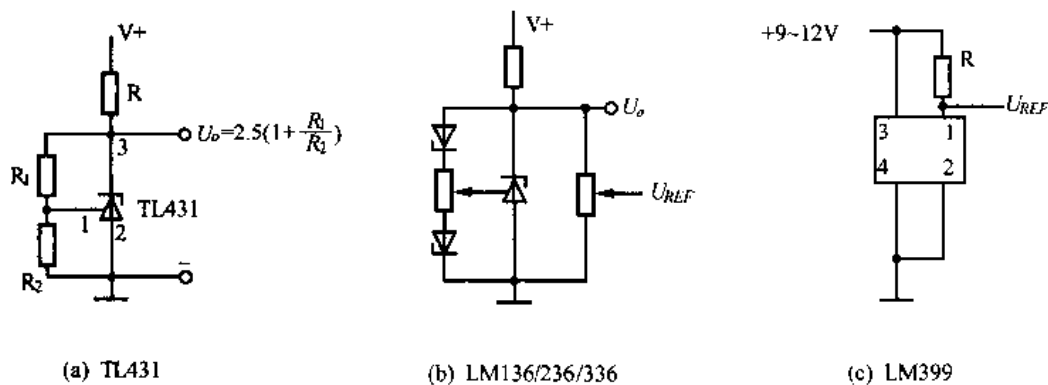 V+
R
3
Uo=2.5(1+R1/R2)
R1
1
2
TL431
R2
−
(a) TL431
V+
Uo
UREF
(b) LM136/236/336
+9~12V
R
UREF
3 1
4 2
(c) LM399